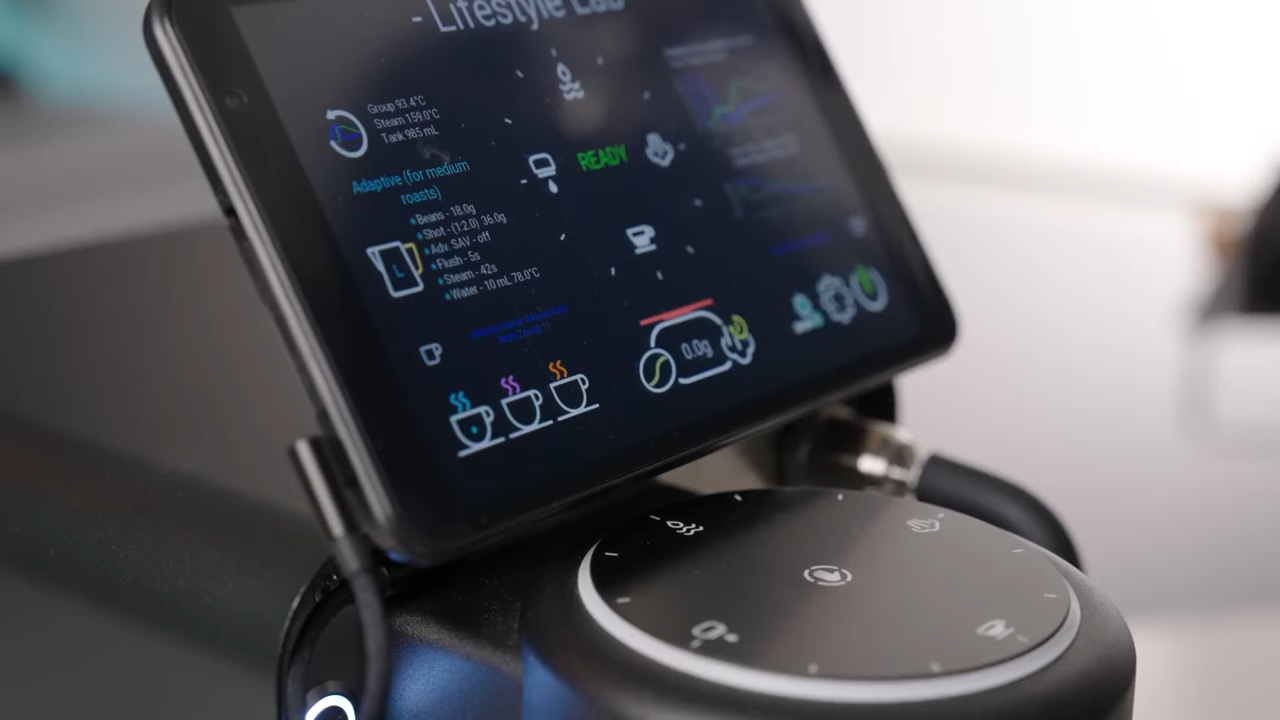 - Lifestyle Lab
Group 93.4°C
Steam 159.0°C
Tank 985 mL
READY
Adaptive (for medium
roasts)
Beans - 18.0g
Shot - (1:2.0) 36.0g
Adv. SAV - off
Flush - 5s
Steam - 42s
Water - 10 mL 78.0°C
L
0.0g